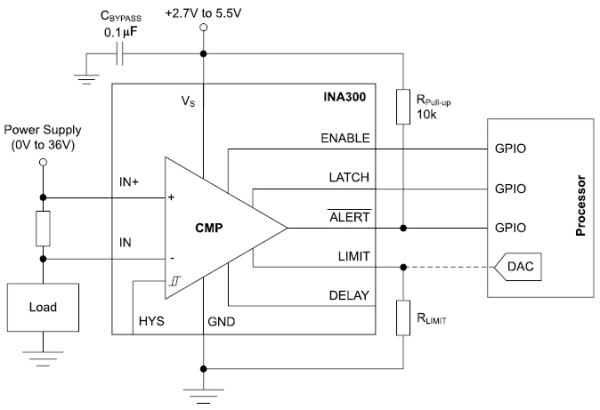 +2.7V to 5.5V
CBYPASS
0.1µF
VS
INA300
RPull-up
10k
Power Supply
(0V to 36V)
ENABLE
GPIO
IN+
LATCH
GPIO
+
CMP
ALERT
GPIO
Processor
IN
-
LIMIT
DAC
Load
DELAY
HYS
GND
RLIMIT